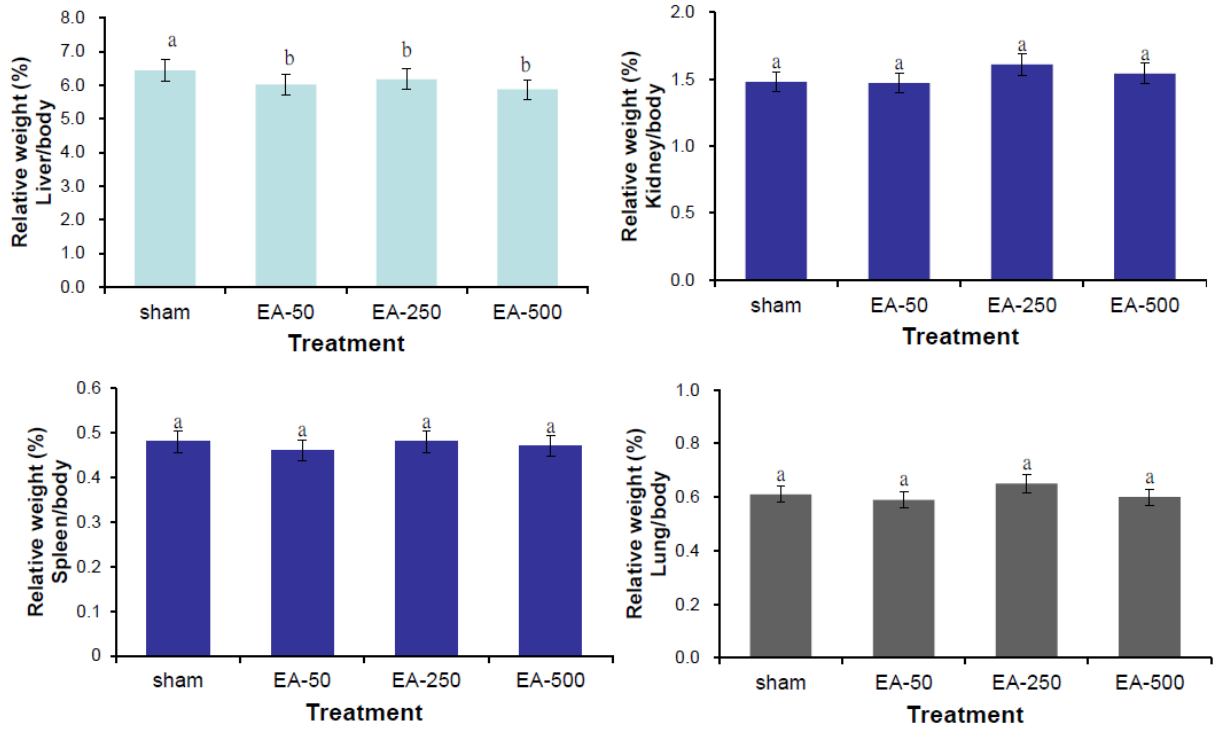 Relative weight (%)
Liver/body
8.0
7.0
6.0
5.0
4.0
3.0
2.0
1.0
0.0
a
b
b
b
sham
EA-50
EA-250
EA-500
Treatment
Relative weight (%)
Kidney/body
2.0
1.5
1.0
0.5
0.0
a
a
a
a
sham
EA-50
EA-250
EA-500
Treatment
Relative weight (%)
Spleen/body
0.6
0.5
0.4
0.3
0.2
0.1
0
a
a
a
a
sham
EA-50
EA-250
EA-500
Treatment
Relative weight (%)
Lung/body
1.0
0.8
0.6
0.4
0.2
0.0
a
a
a
a
sham
EA-50
EA-250
EA-500
Treatment